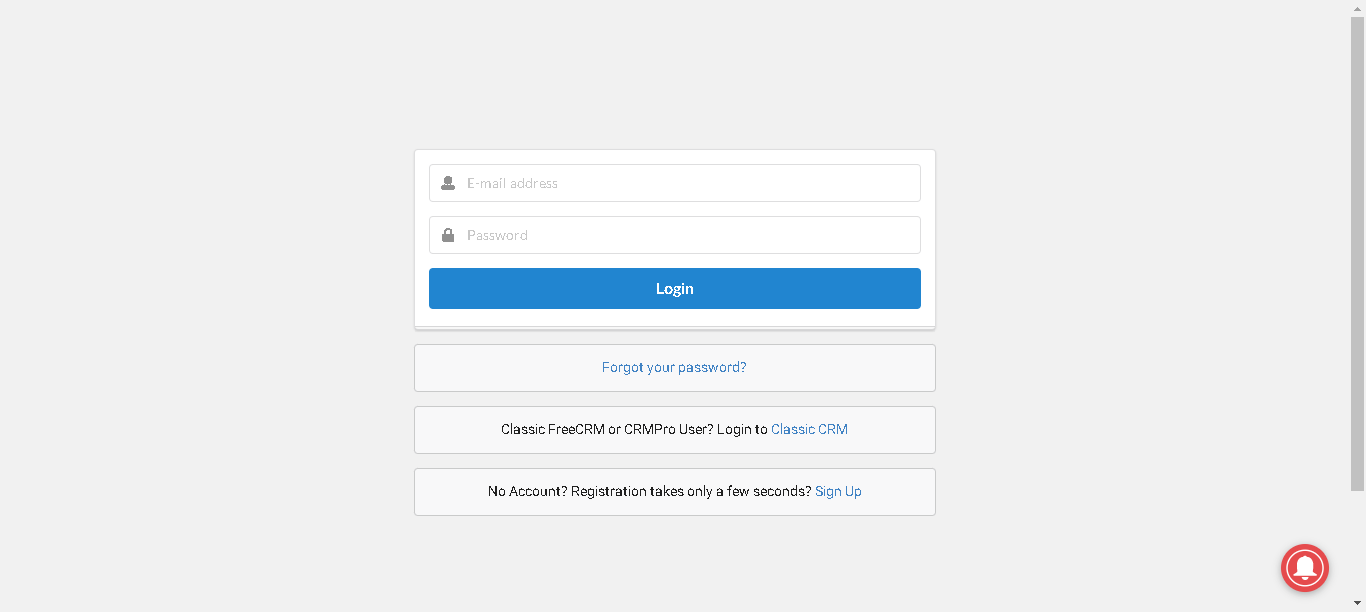 E-mail address
Password
Login
Forgot your password?
Classic FreeCRM or CRMPro User? Login to Classic CRM
No Account? Registration takes only a few seconds? Sign Up